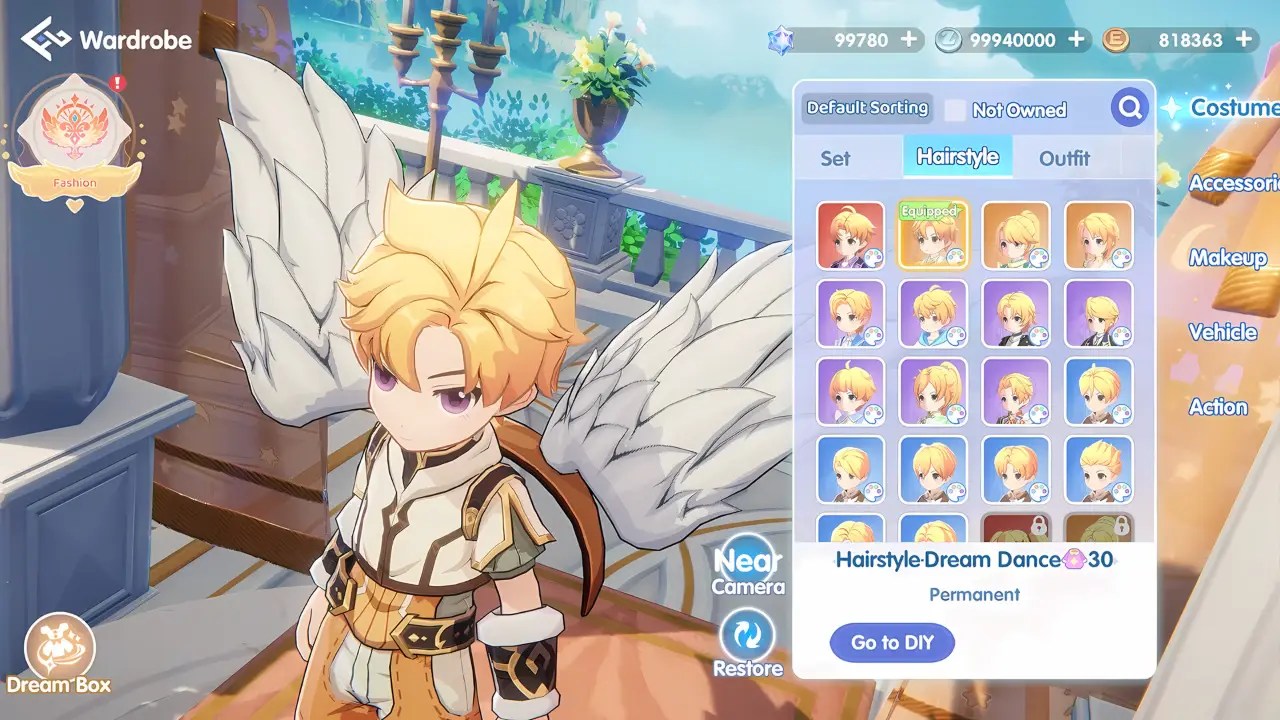 Wardrobe
99780
99940000
818363
Fashion
Default Sorting
Not Owned
Set
Hairstyle
Outfit
Equipped
Costume
Accessori
Makeup
Vehicle
Action
Near
Camera
Restore
Hairstyle·Dream Dance 30
Permanent
Go to DIY
Dream Box